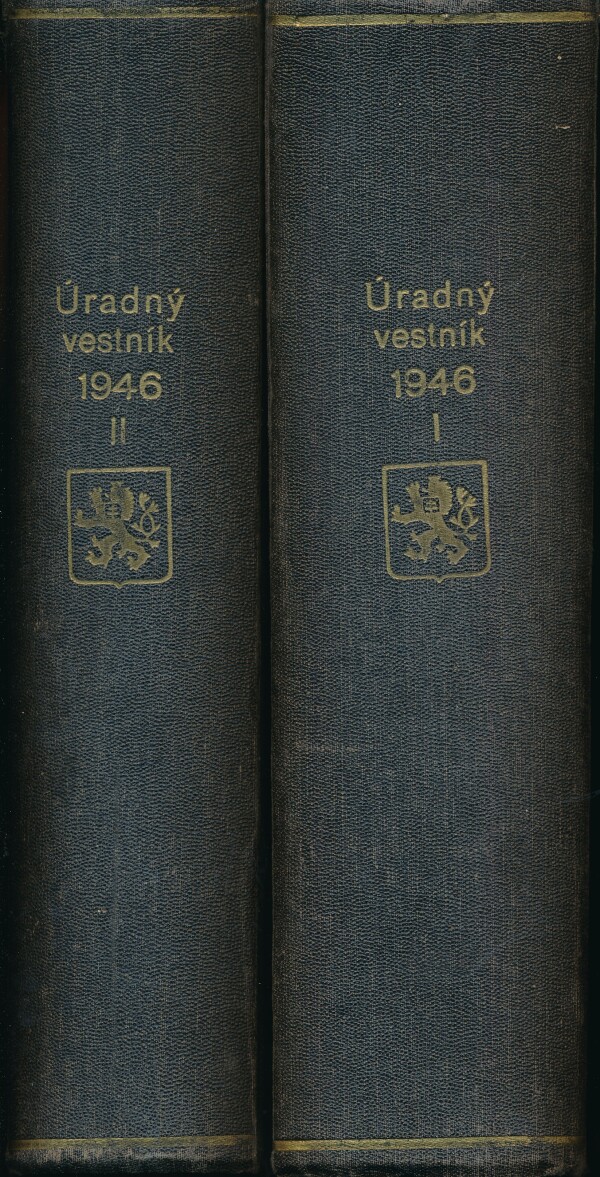 Úradný
vestník
1946
II
Úradný
vestník
1946
I